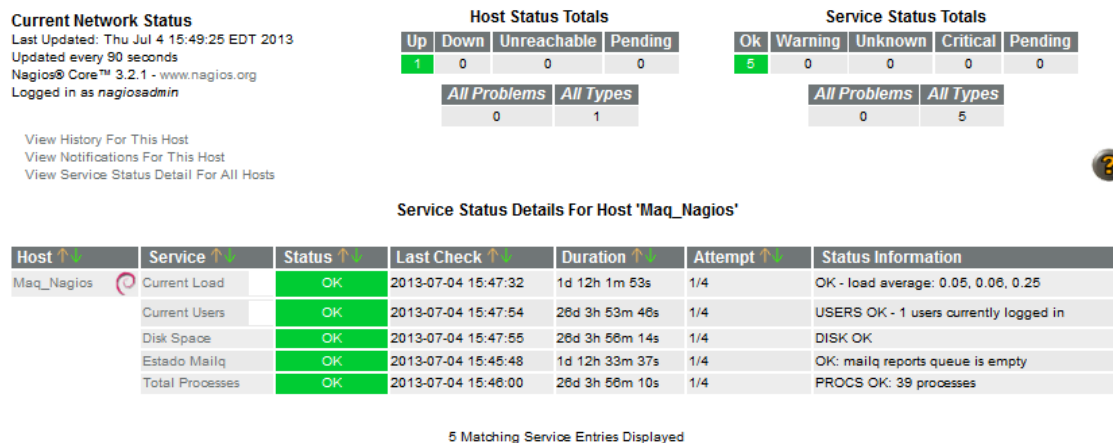 Current Network Status
Last Updated: Thu Jul 4 15:49:25 EDT 2013
Updated every 90 seconds
Nagios® Core™ 3.2.1 - www.nagios.org
Logged in as nagiosadmin
View History For This Host
View Notifications For This Host
View Service Status Detail For All Hosts
Host Status Totals
Up Down Unreachable Pending
1 0 0 0
All Problems All Types
0 1
Service Status Totals
Ok Warning Unknown Critical Pending
5 0 0 0 0
All Problems All Types
0 5
?
Service Status Details For Host 'Maq_Nagios'
Host Service Status Last Check Duration Attempt Status Information
Maq_Nagios Current Load OK 2013-07-04 15:47:32 1d 12h 1m 53s 1/4 OK - load average: 0.05, 0.06, 0.25
Current Users OK 2013-07-04 15:47:54 26d 3h 53m 46s 1/4 USERS OK - 1 users currently logged in
Disk Space OK 2013-07-04 15:47:55 26d 3h 56m 14s 1/4 DISK OK
Estado Mailq OK 2013-07-04 15:45:48 1d 12h 33m 37s 1/4 OK: mailq reports queue is empty
Total Processes OK 2013-07-04 15:46:00 26d 3h 56m 10s 1/4 PROCS OK: 39 processes
5 Matching Service Entries Displayed